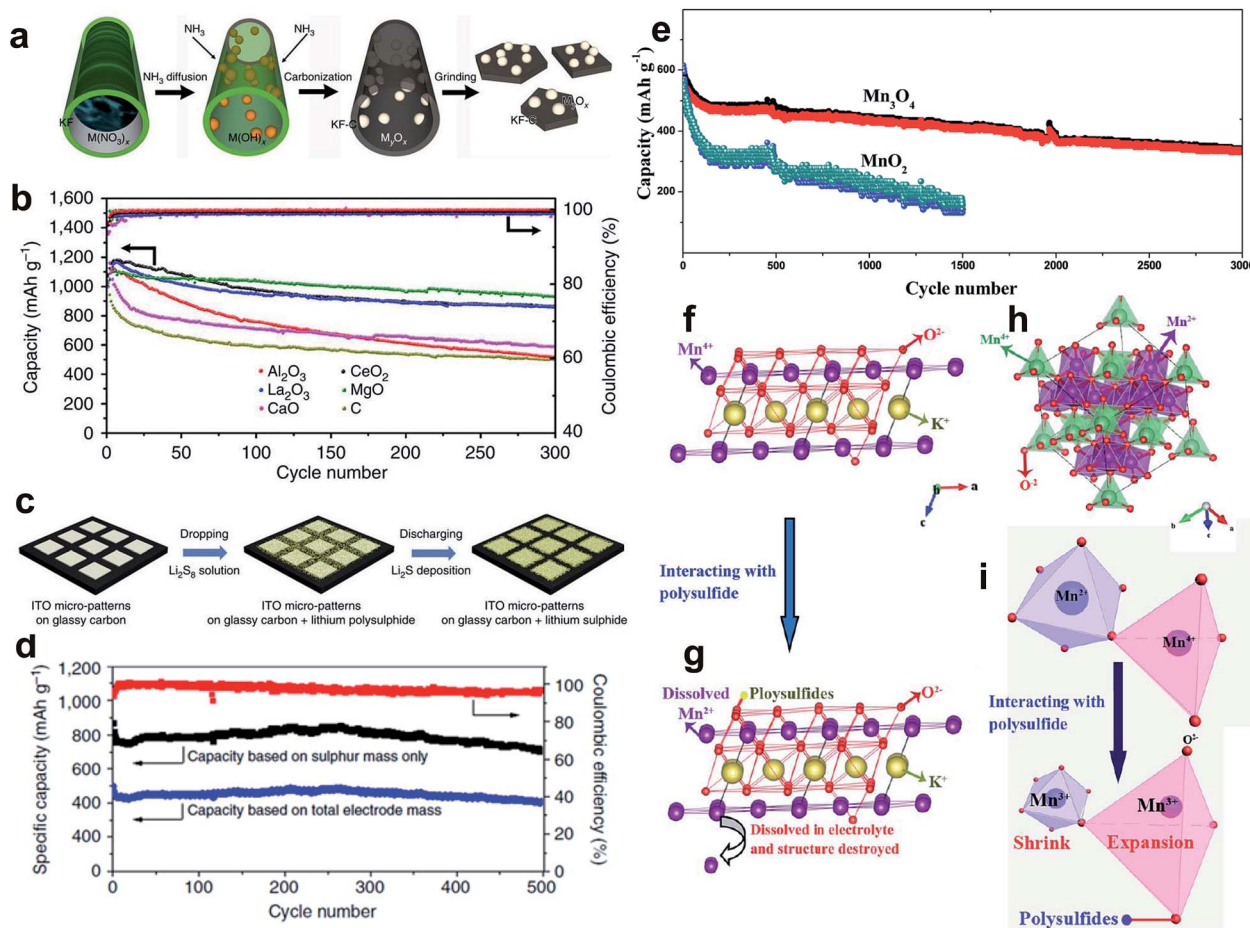 a
NH₃
NH₃
NH₃ diffusion
Carbonization
Grinding
KF
M(NO₃)ₓ
M(OH)ₓ
KF-C
MᵧOₓ
KF-C
MᵧOₓ
b
Capacity (mAh g⁻¹)
1,600
1,400
1,200
1,000
800
600
400
200
0
100
80
60
40
Coulombic efficiency (%)
Al₂O₃
CeO₂
La₂O₃
MgO
CaO
C
0 50 100 150 200 250 300
Cycle number
c
Dropping
Li₂S₈ solution
Discharging
Li₂S deposition
ITO micro-patterns
on glassy carbon
ITO micro-patterns
on glassy carbon + lithium polysulphide
ITO micro-patterns
on glassy carbon + lithium sulphide
d
Specific capacity (mAh g⁻¹)
1,200
1,000
800
600
400
200
0
100
80
60
40
20
0
Coulombic efficiency (%)
Capacity based on sulphur mass only
Capacity based on total electrode mass
0 100 200 300 400 500
Cycle number
e
Capacity (mAh g⁻¹)
600
400
200
Mn₃O₄
MnO₂
0 500 1000 1500 2000 2500 3000
Cycle number
f
Mn⁴⁺
O²⁻
K⁺
b
a
c
Interacting with
polysulfide
g
Dissolved
Mn²⁺
Ploysulfides
O²⁻
K⁺
Dissolved in electrolyte
and structure destroyed
h
Mn⁴⁺
Mn²⁺
O⁻²
b
c
a
i
Mn²⁺
Mn⁴⁺
Interacting with
polysulfide
O²⁻
Mn³⁺
Mn³⁺
Shrink
Expansion
Polysulfides